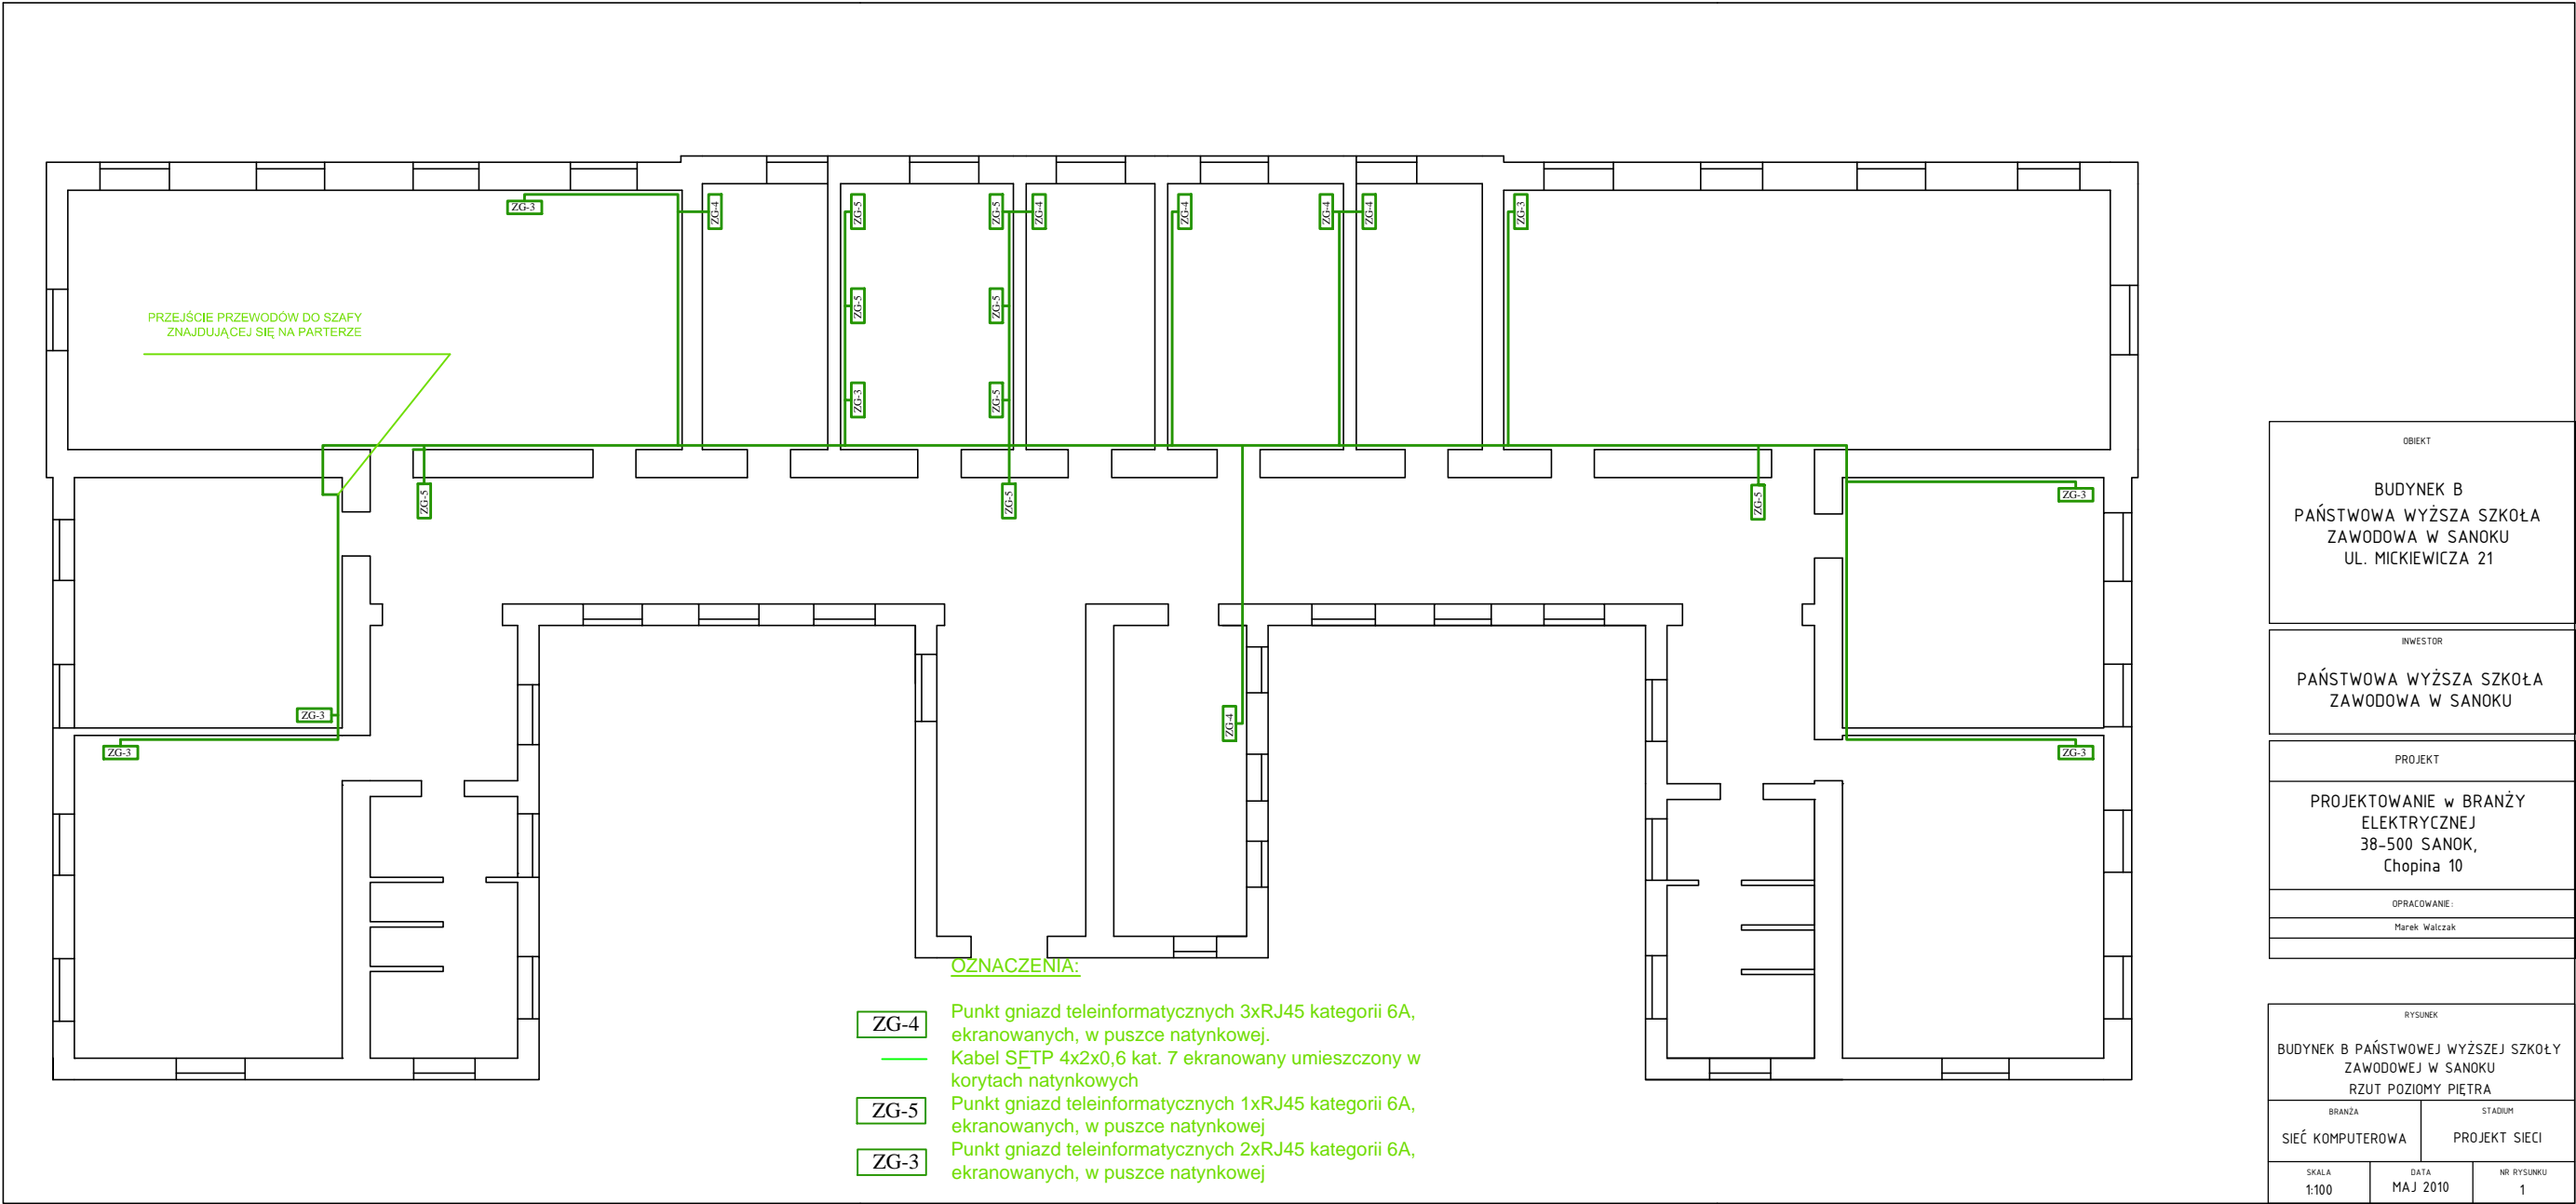 ZG-3
ZG-4
ZG-5
ZG-5
ZG-4
ZG-4
ZG-4
ZG-4
ZG-3
ZG-5
ZG-5
PRZEJŚCIE PRZEWODÓW DO SZAFY
ZNAJDUJĄCEJ SIĘ NA PARTERZE
ZG-3
ZG-5
ZG-5
ZG-5
ZG-5
ZG-3
ZG-3
ZG-4
ZG-3
ZG-3
OZNACZENIA:
ZG-4
Punkt gniazd teleinformatycznych 3xRJ45 kategorii 6A,
ekranowanych, w puszce natynkowej.
Kabel SFTP 4x2x0,6 kat. 7 ekranowany umieszczony w
korytach natynkowych
ZG-5
Punkt gniazd teleinformatycznych 1xRJ45 kategorii 6A,
ekranowanych, w puszce natynkowej
ZG-3
Punkt gniazd teleinformatycznych 2xRJ45 kategorii 6A,
ekranowanych, w puszce natynkowej
OBIEKT
BUDYNEK B
PAŃSTWOWA WYŻSZA SZKOŁA
ZAWODOWA W SANOKU
UL. MICKIEWICZA 21
INWESTOR
PAŃSTWOWA WYŻSZA SZKOŁA
ZAWODOWA W SANOKU
PROJEKT
PROJEKTOWANIE w BRANŻY
ELEKTRYCZNEJ
38-500 SANOK,
Chopina 10
OPRACOWANIE:
Marek Walczak
RYSUNEK
BUDYNEK B PAŃSTWOWEJ WYŻSZEJ SZKOŁY
ZAWODOWEJ W SANOKU
RZUT POZIOMY PIĘTRA
BRANŻA
STADIUM
SIEĆ KOMPUTEROWA
PROJEKT SIECI
SKALA
DATA
NR RYSUNKU
1:100
MAJ 2010
1